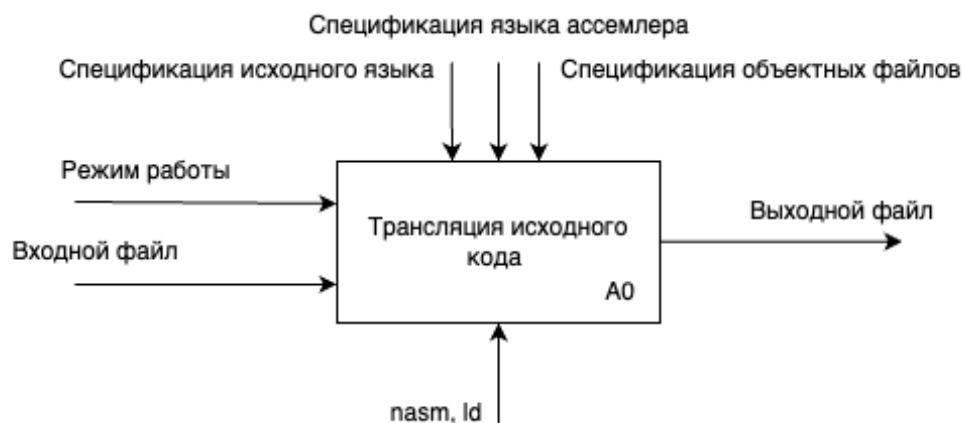 Спецификация языка ассемлера
Спецификация исходного языка
Спецификация объектных файлов
Режим работы
Входной файл
Трансляция исходного
кода
A0
Выходной файл
nasm, ld